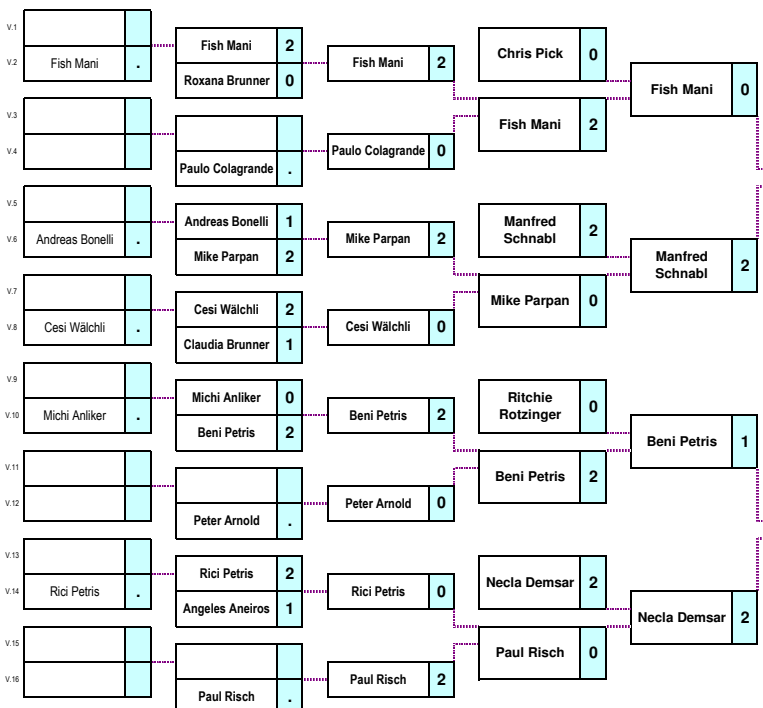 V.1
V.2 Fish Mani .
Fish Mani 2
Roxana Brunner 0
Fish Mani 2
Chris Pick 0
Fish Mani 2
Fish Mani 0
V.3
V.4
Paulo Colagrande .
Paulo Colagrande 0
V.5
V.6 Andreas Bonelli .
Andreas Bonelli 1
Mike Parpan 2
Mike Parpan 2
Manfred
Schnabl 2
Mike Parpan 0
Manfred
Schnabl 2
V.7
V.8 Cesi Wälchli .
Cesi Wälchli 2
Claudia Brunner 1
Cesi Wälchli 0
V.9
V.10 Michi Anliker .
Michi Anliker 0
Beni Petris 2
Beni Petris 2
Ritchie
Rotzinger 0
Beni Petris 2
Beni Petris 1
V.11
V.12
Peter Arnold .
Peter Arnold 0
V.13
V.14 Rici Petris .
Rici Petris 2
Angeles Aneiros 1
Rici Petris 0
Necla Demsar 2
Paul Risch 0
Necla Demsar 2
V.15
V.16
Paul Risch .
Paul Risch 2